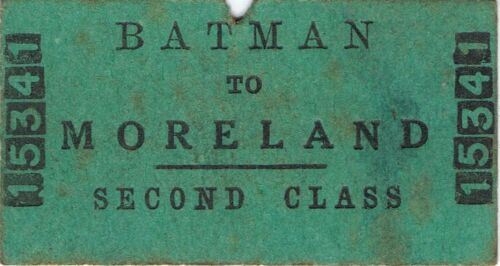 BATMAN
TO
MORELAND
SECOND CLASS
15341
15341